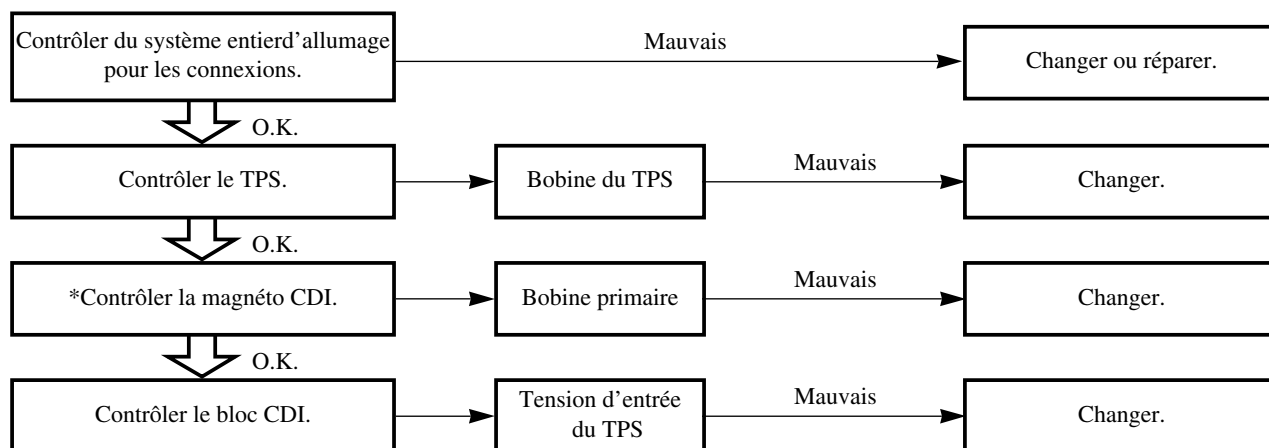 Contrôler du système entierd'allumage
pour les connexions.
Mauvais
Changer ou réparer.
O.K.
Contrôler le TPS.
Bobine du TPS
Mauvais
Changer.
O.K.
*Contrôler la magnéto CDI.
Bobine primaire
Mauvais
Changer.
O.K.
Contrôler le bloc CDI.
Tension d'entrée
du TPS
Mauvais
Changer.